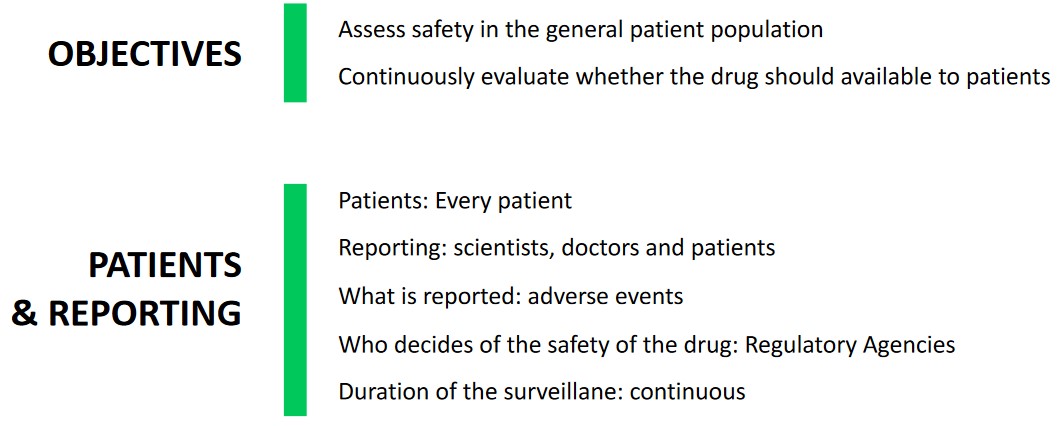 OBJECTIVES
Assess safety in the general patient population
Continuously evaluate whether the drug should available to patients
PATIENTS
& REPORTING
Patients: Every patient
Reporting: scientists, doctors and patients
What is reported: adverse events
Who decides of the safety of the drug: Regulatory Agencies
Duration of the surveillane: continuous